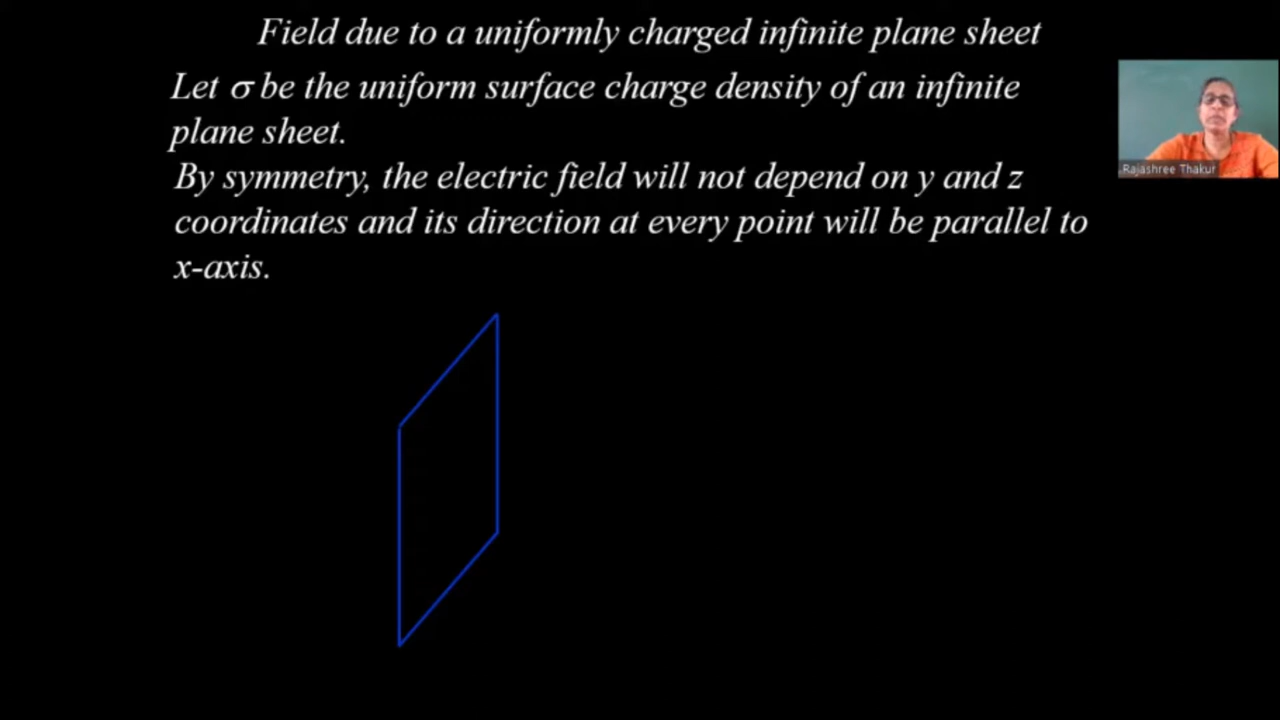 Field due to a uniformly charged infinite plane sheet
Let σ be the uniform surface charge density of an infinite
plane sheet.
By symmetry, the electric field will not depend on y and z
coordinates and its direction at every point will be parallel to
x-axis.
Rajashree Thakur